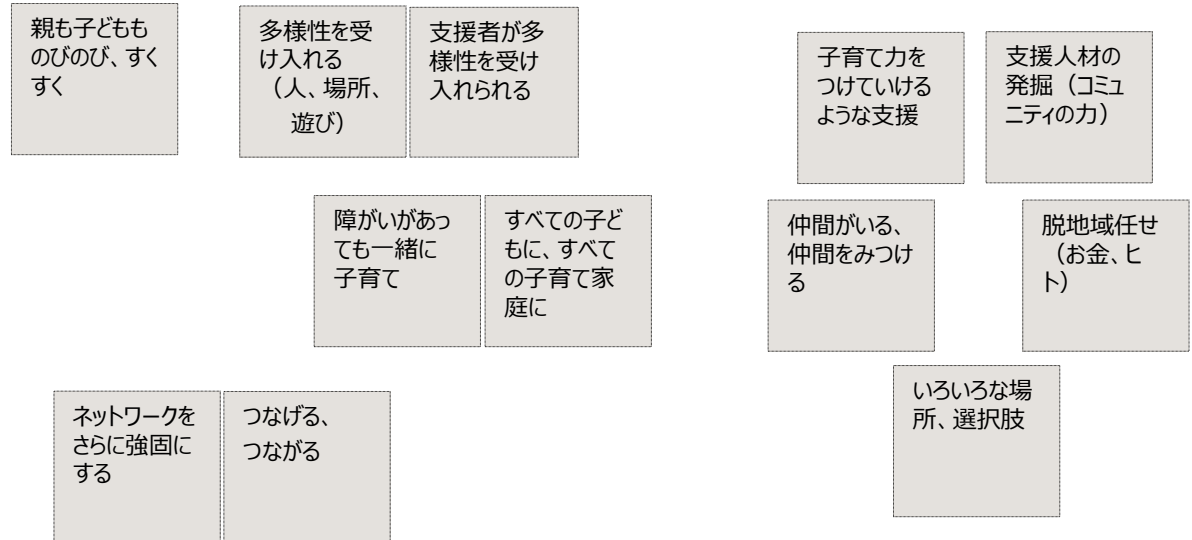 親も子どもも
のびのび、すく
すく
多様性を受
け入れる
（人、場所、
遊び）
支援者が多
様性を受け
入れられる
子育て力を
つけていける
ような支援
支援人材の
発掘（コミュ
ニティの力）
障がいがあっ
ても一緒に
子育て
すべての子ど
もに、すべて
の子育て家
庭に
仲間がいる、
仲間をみつけ
る
脱地域任せ
（お金、ヒ
ト）
いろいろな場
所、選択肢
ネットワークを
さらに強固に
する
つなげる、
つながる